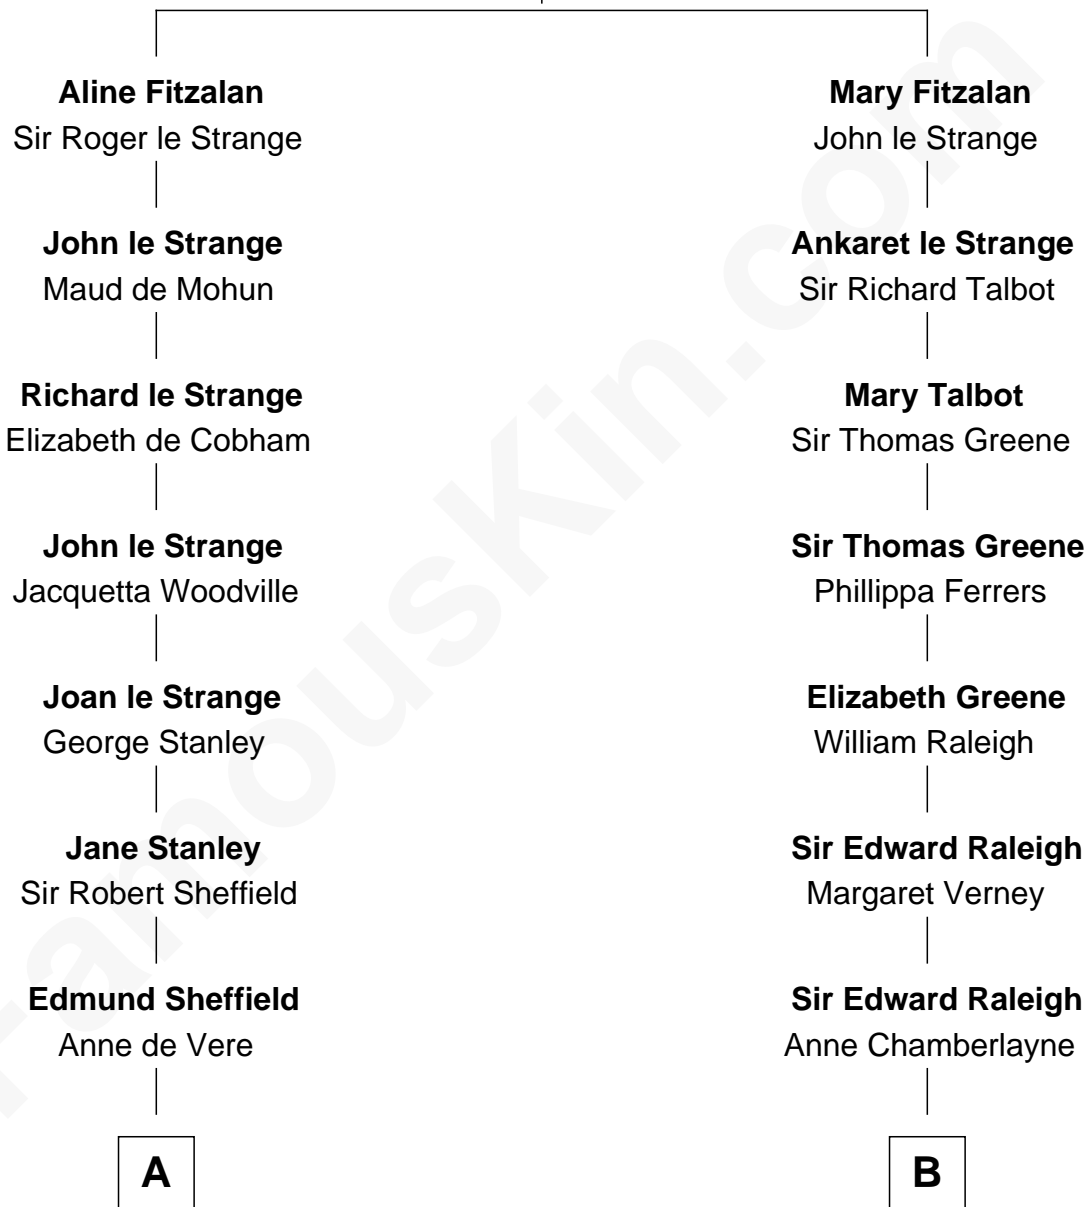 Aline Fitzalan
Sir Roger le Strange
John le Strange
Maud de Mohun
Richard le Strange
Elizabeth de Cobham
John le Strange
Jacquetta Woodville
Joan le Strange
George Stanley
Jane Stanley
Sir Robert Sheffield
Edmund Sheffield
Anne de Vere
A
Mary Fitzalan
John le Strange
Ankaret le Strange
Sir Richard Talbot
Mary Talbot
Sir Thomas Greene
Sir Thomas Greene
Phillippa Ferrers
Elizabeth Greene
William Raleigh
Sir Edward Raleigh
Margaret Verney
Sir Edward Raleigh
Anne Chamberlayne
B
FamousKin.com